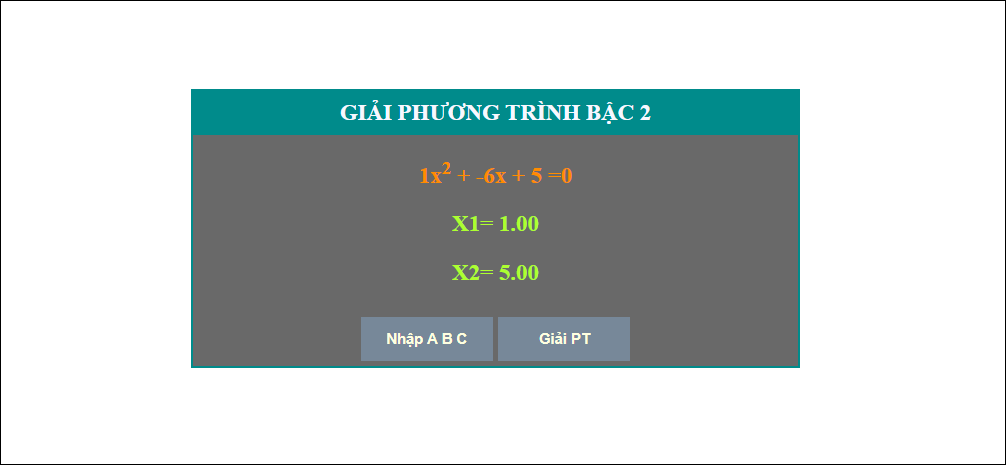 GIẢI PHƯƠNG TRÌNH BẬC 2
1x² + -6x + 5 =0
X1= 1.00
X2= 5.00
Nhập A B C Giải PT